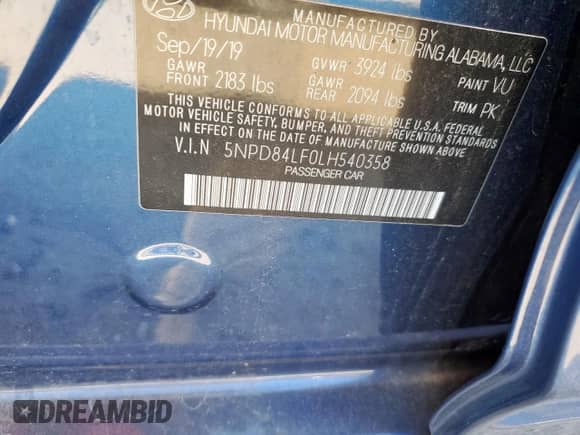 MANUFACTURED BY
HYUNDAI MOTOR MANUFACTURING ALABAMA, LLC
Sep/19/19
GVWR 3924 lbs
PAINT VU
GAWR
FRONT 2183 lbs
GAWR
REAR 2094 lbs
TRIM PK
THIS VEHICLE CONFORMS TO ALL APPLICABLE U.S.A. FEDERAL
MOTOR VEHICLE SAFETY, BUMPER, AND THEFT PREVENTION STANDARDS
IN EFFECT ON THE DATE OF MANUFACTURE SHOWN ABOVE.
V.I.N 5NPD84LF0LH540358
PASSENGER CAR
DREAMBID